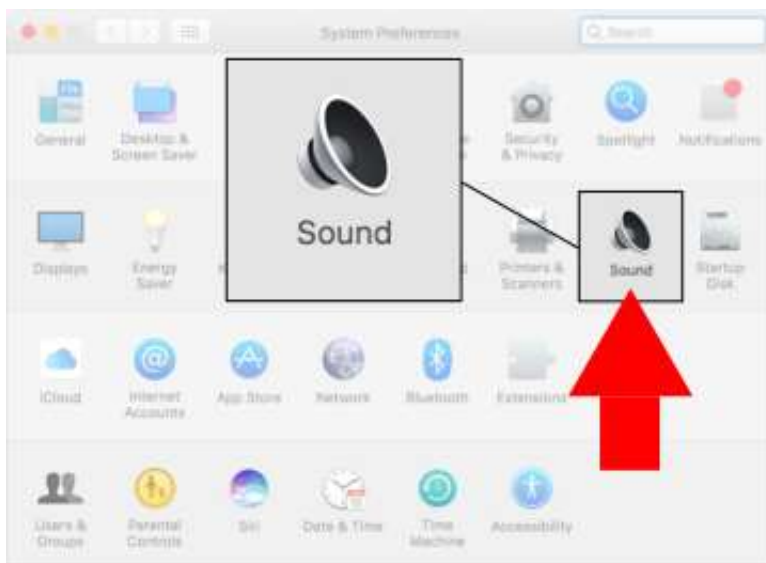 System Preferences
Search
General
Desktop &
Screen Saver
Security
& Privacy
Spotlight
Notifications
Sound
Displays
Energy
Saver
Printers &
Scanners
Sound
Startup
Disk
iCloud
Internet
Accounts
App Store
Network
Bluetooth
Extensions
Users &
Groups
Parental
Controls
Siri
Date & Time
Time
Machine
Accessibility